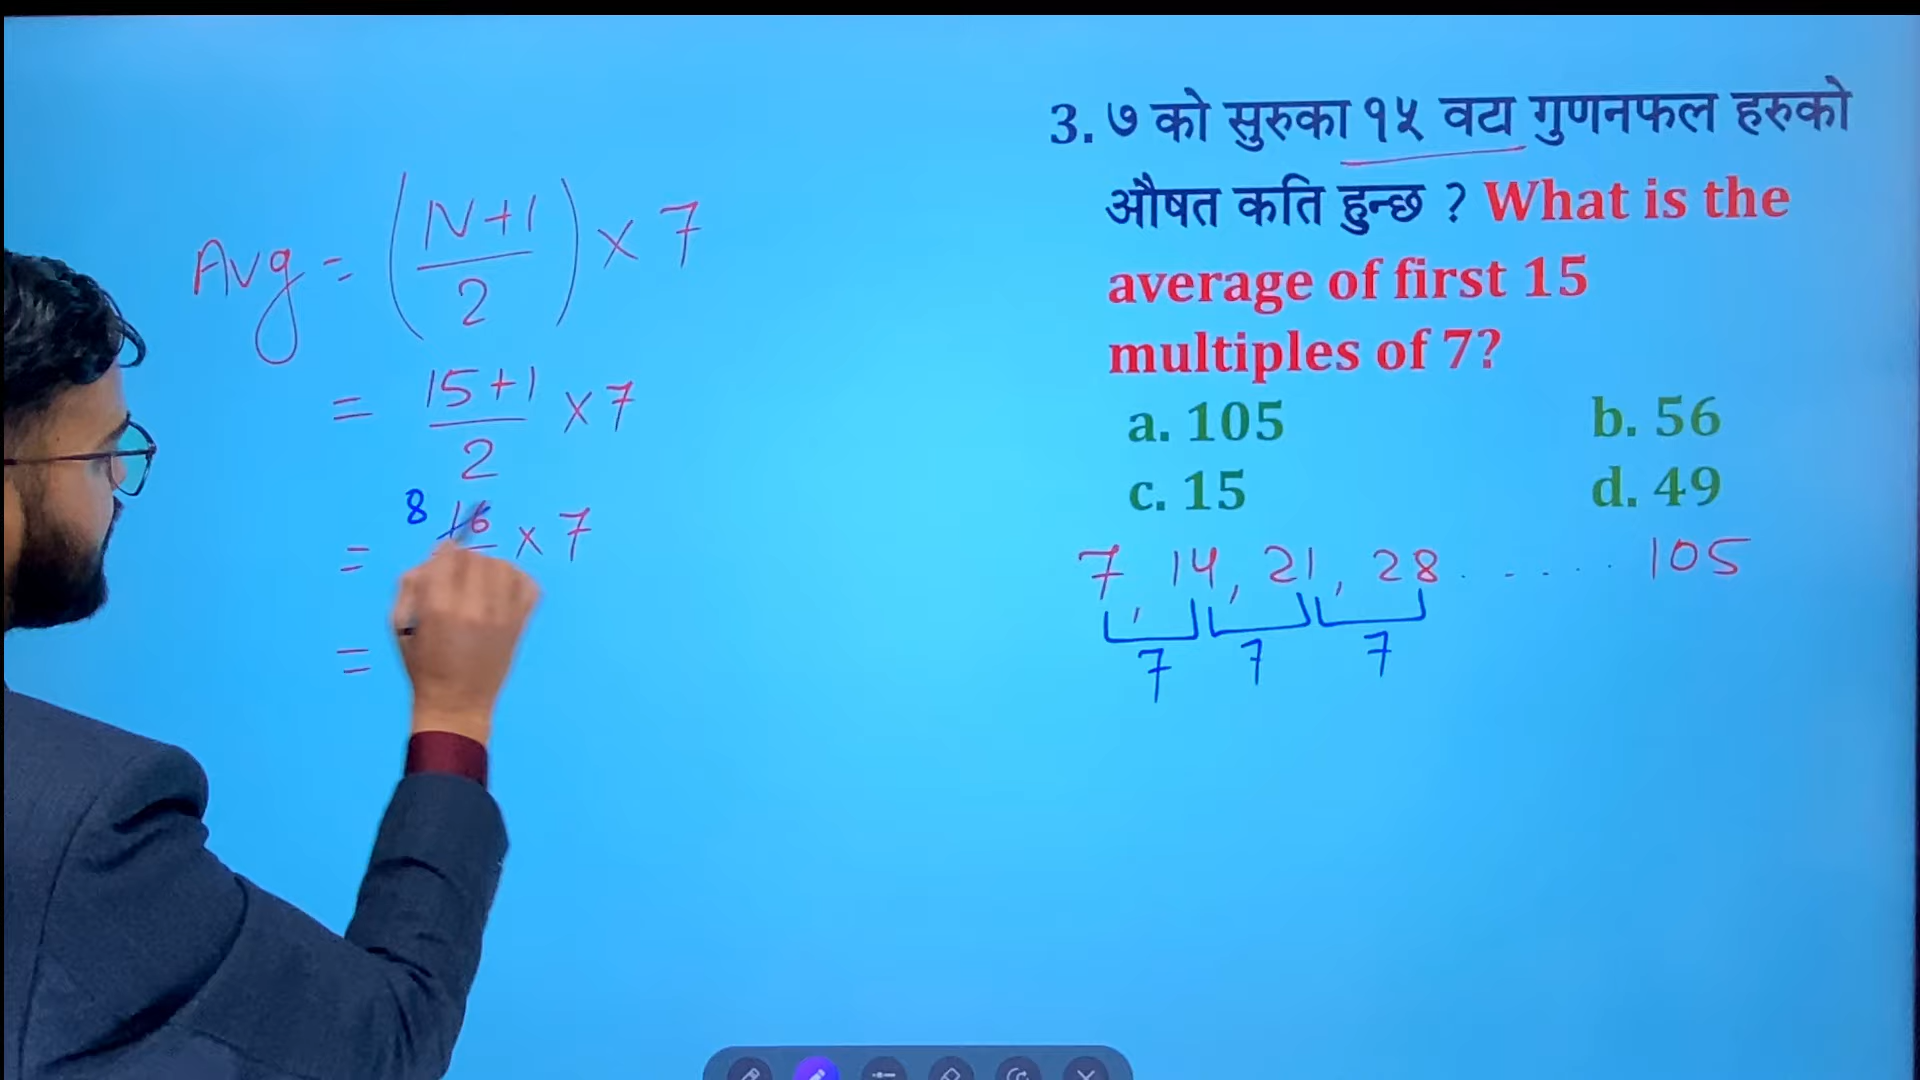 3. ७ को सुरुका १५ वटा गुणनफल हरुको
औषत कति हुन्छ ? What is the
average of first 15
multiples of 7?
a. 105 b. 56
c. 15 d. 49
7, 14, 21, 28 ........ 105
7 7 7
Avg = (N+1/2) × 7
= 15+1/2 × 7
= 8 16 × 7
=